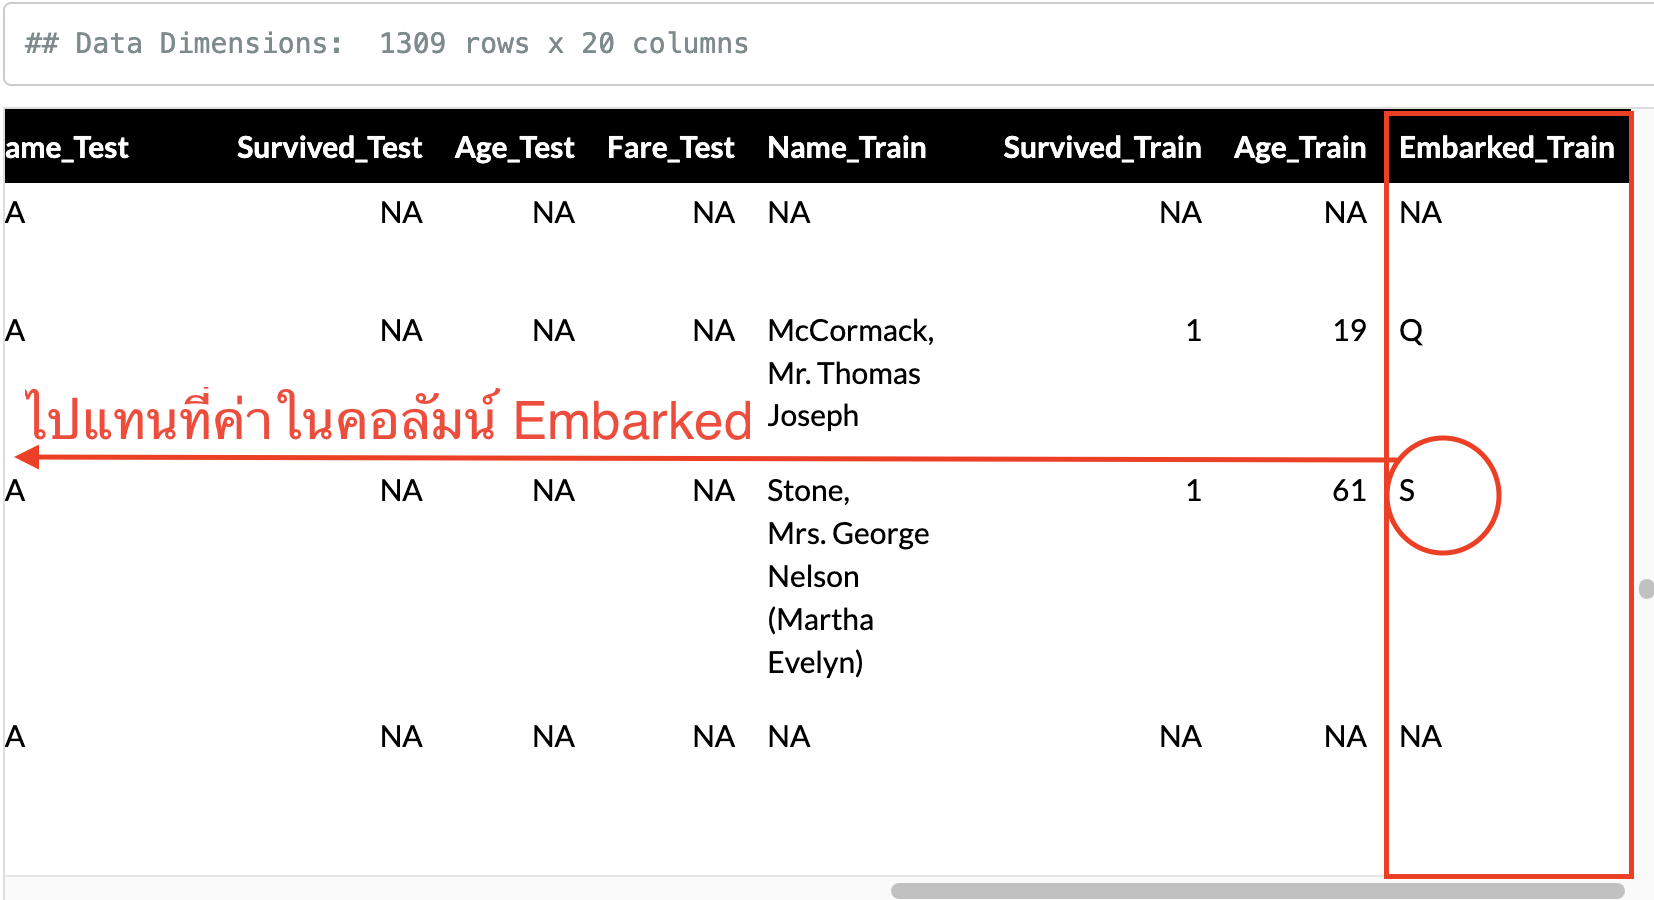 ## Data Dimensions:  1309 rows x 20 columns
ame_Test Survived_Test Age_Test Fare_Test Name_Train Survived_Train Age_Train Embarked_Train
A NA NA NA NA NA NA NA
A NA NA NA McCormack, 1 19 Q
Mr. Thomas
Joseph
ไปแทนที่ค่าในคอลัมน์ Embarked
A NA NA NA Stone, 1 61 S
Mrs. George
Nelson
(Martha
Evelyn)
A NA NA NA NA NA NA NA